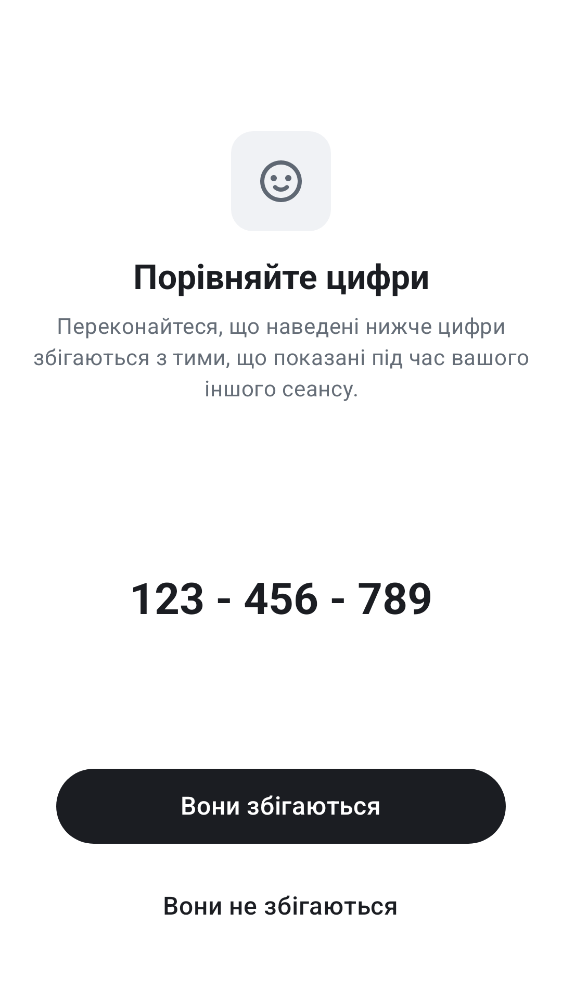 Порівняйте цифри
Переконайтеся, що наведені нижче цифри
збігаються з тими, що показані під час вашого
іншого сеансу.
123 - 456 - 789
Вони збігаються
Вони не збігаються